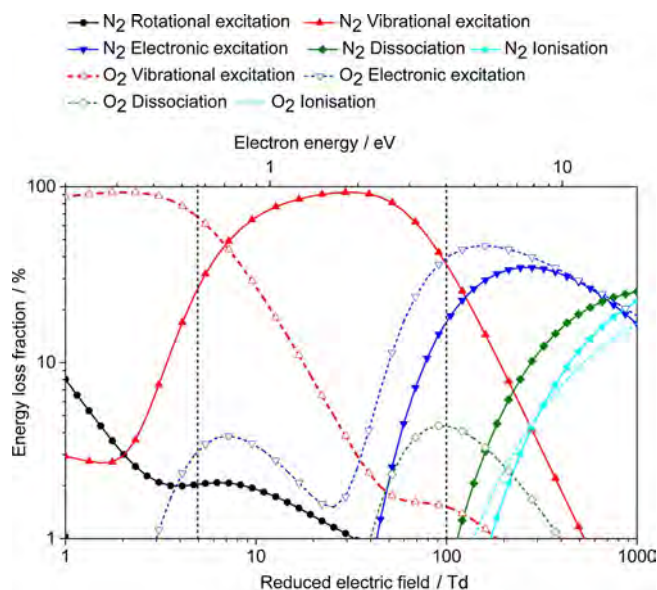 N2 Rotational excitation N2 Vibrational excitation
N2 Electronic excitation N2 Dissociation N2 Ionisation
O2 Vibrational excitation O2 Electronic excitation
O2 Dissociation O2 Ionisation
Electron energy / eV
1 10
100
10
1
Energy loss fraction / %
1 10 100 1000
Reduced electric field / Td